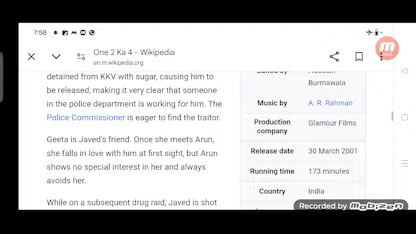 7:58
One 2 Ka 4 - Wikipedia
en.m.wikipedia.org
detained from KKV with sugar, causing him to
be released, making it very clear that someone
in the police department is working for him. The
Police Commissioner is eager to find the traitor.
Geeta is Javed's friend. Once she meets Arun,
she falls in love with him at first sight, but Arun
shows no special interest in her and always
avoids her.
While on a subsequent drug raid, Javed is shot
Burmawala
Music by A. R. Rahman
Production company Glamour Films
Release date 30 March 2001
Running time 173 minutes
Country India
Recorded by MOBIZEN